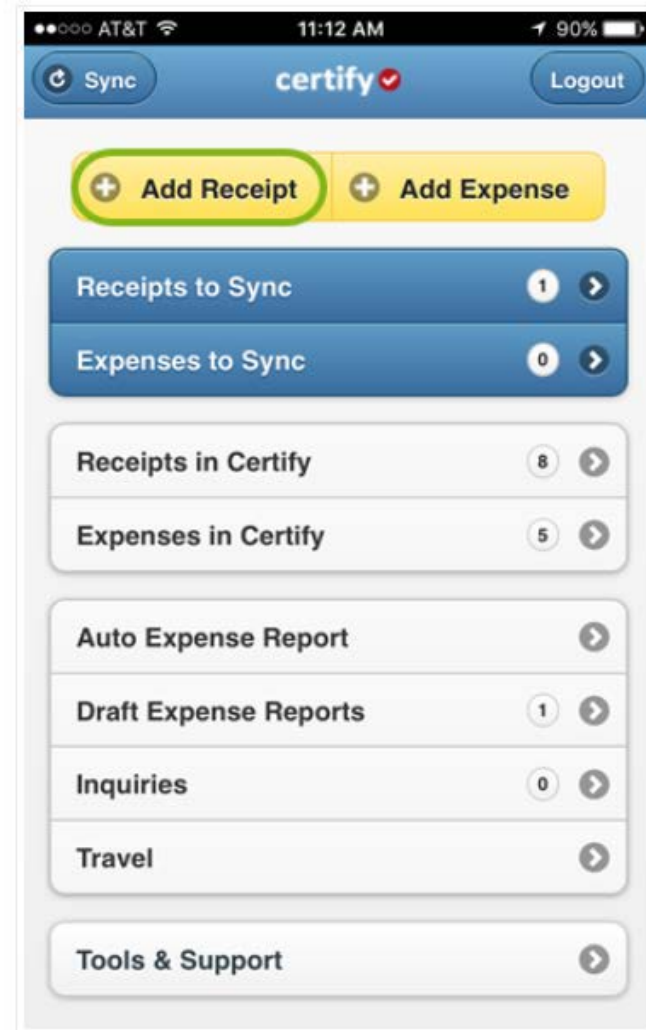 AT&T 11:12 AM 90%
Sync certify Logout
Add Receipt Add Expense
Receipts to Sync 1
Expenses to Sync 0
Receipts in Certify 8
Expenses in Certify 5
Auto Expense Report
Draft Expense Reports 1
Inquiries 0
Travel
Tools & Support